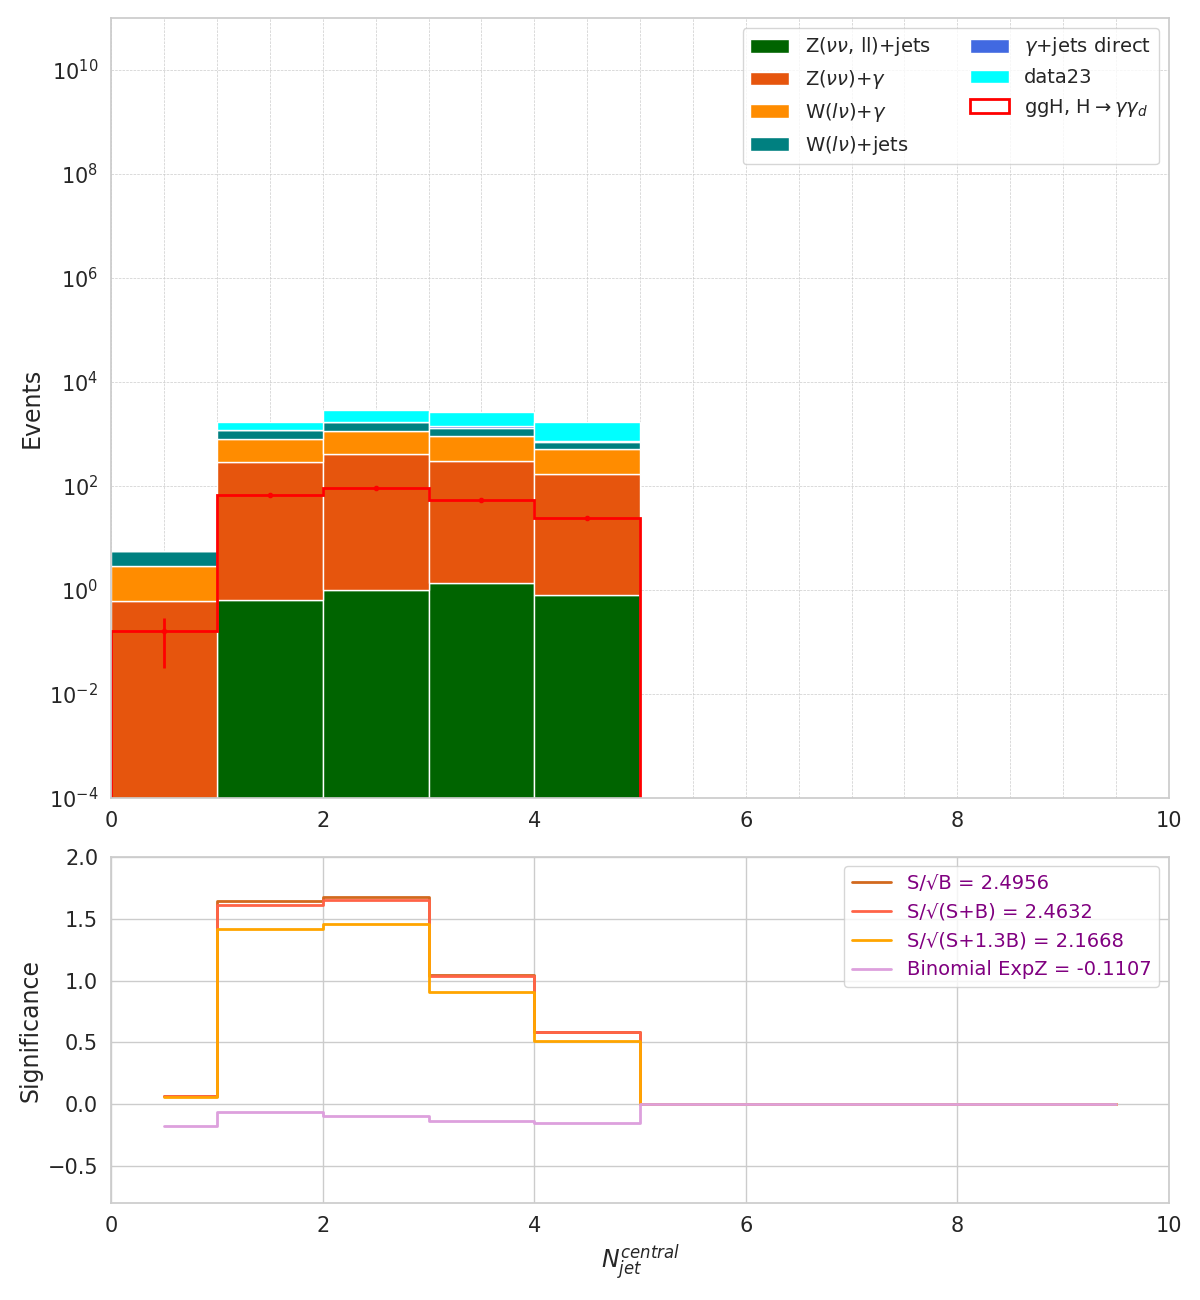 Events
10^{10}
10^{8}
10^{6}
10^{4}
10^{2}
10^{0}
10^{−2}
10^{−4}
Z(νν, ll)+jets
Z(νν)+γ
W(lν)+γ
W(lν)+jets
γ+jets direct
data23
ggH, H→γγ_d
0 2 4 6 8 10
Significance
2.0
1.5
1.0
0.5
0.0
−0.5
S/√B = 2.4956
S/√(S+B) = 2.4632
S/√(S+1.3B) = 2.1668
Binomial ExpZ = -0.1107
0 2 4 6 8 10
N_{jet}^{central}